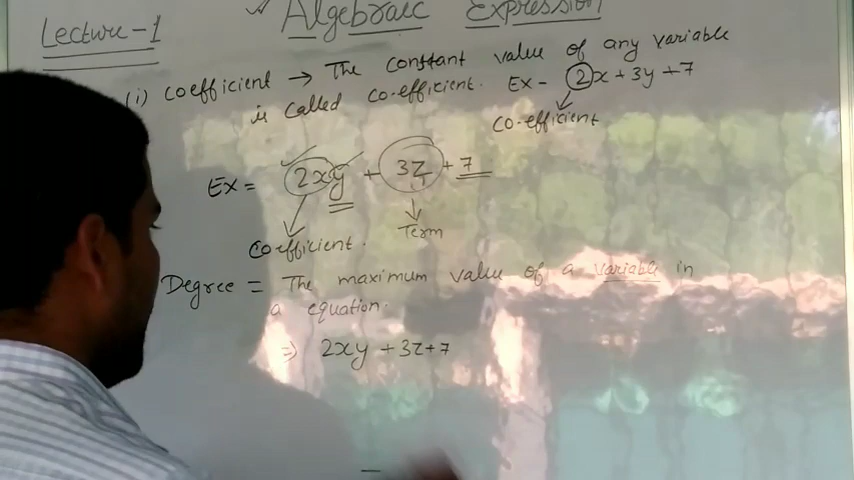 Lecture-1
Algebraic Expression
(i) Coefficient → The constant value of any variable
is called co-efficient. Ex - 2x + 3y + 7
Co-efficient
Ex = 2xy + 3z + 7
Coefficient.
Term
Degree = The maximum value of a variable in
a equation.
⇒ 2xy + 3z + 7